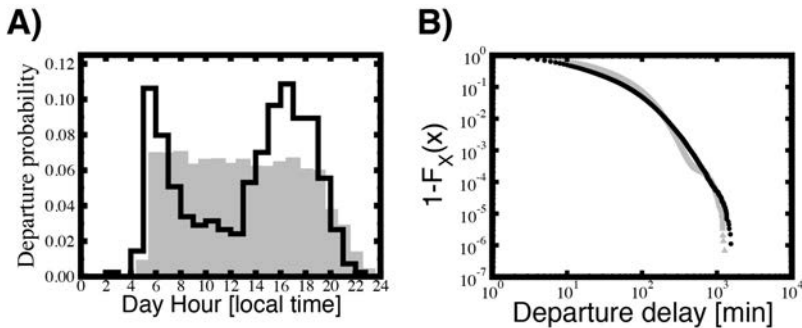 A)
0.12
0.10
0.08
0.06
0.04
0.02
0.00
Departure probability
0 2 4 6 8 10 12 14 16 18 20 22 24
Day Hour [local time]
B)
10^0
10^-1
10^-2
10^-3
10^-4
10^-5
10^-6
10^-7
1-F_X(x)
10^0 10^1 10^2 10^3 10^4
Departure delay [min]